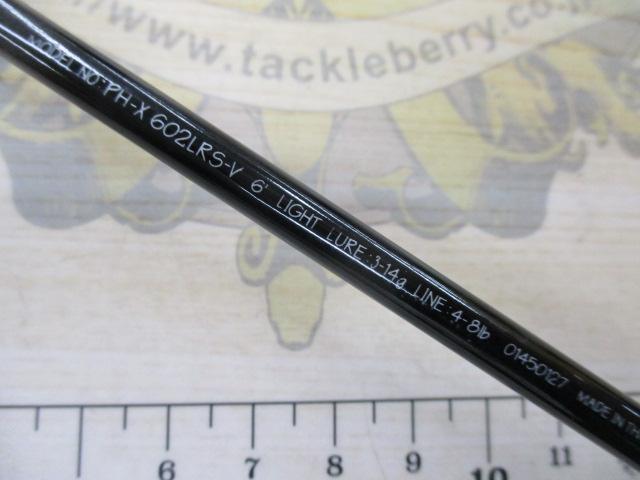 www.tackleberry.co.j
MODEL NO: PH-X 602LRS-V 6' LIGHT LURE:3-14g LINE:4-8lb 01450127 MADE IN TH
6 7 8 9 10 11